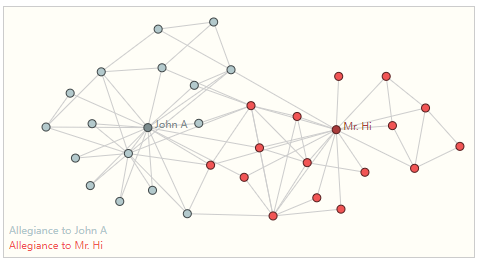 John A
Mr. Hi
Allegiance to John A
Allegiance to Mr. Hi